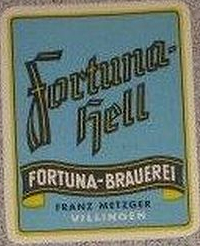 Fortuna-
Hell
FORTUNA-BRAUEREI
FRANZ METZGER
VILLINGEN